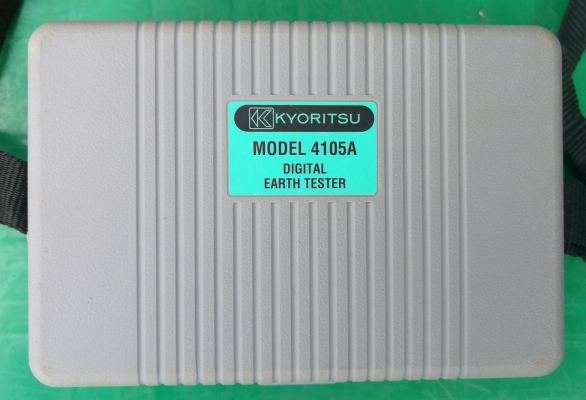 KYORITSU
MODEL 4105A
DIGITAL
EARTH TESTER